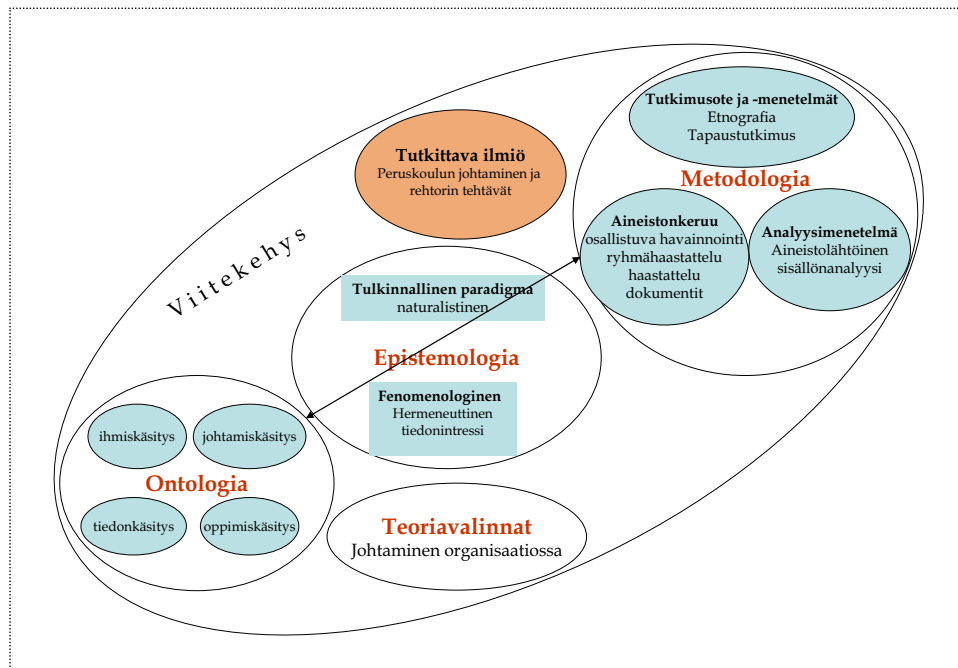 Viitekehys
Tutkittava ilmiö
Peruskoulun johtaminen ja
rehtorin tehtävät
Tutkimusote ja -menetelmät
Etnografia
Tapaustutkimus
Metodologia
Aineistonkeruu
osallistuva havainnointi
ryhmähaastattelu
haastattelu
dokumentit
Analyysimenetelmä
Aineistolähtöinen
sisällönanalyysi
Tulkinnallinen paradigma
naturalistinen
Epistemologia
Fenomenologinen
Hermeneuttinen
tiedonintressi
ihmiskäsitys
johtamiskäsitys
Ontologia
tiedonkäsitys
oppimiskäsitys
Teoriavalinnat
Johtaminen organisaatiossa